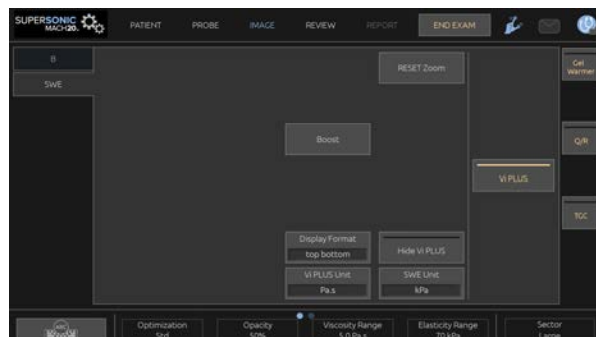 SUPERSONIC
MACH20.
PATIENT
PROBE
IMAGE
REVIEW
REPORT
END EXAM
B
SWE
RESET Zoom
Gel
Warmer
Boost
Q/R
Vi PLUS
TGC
Display Format
top bottom
Hide Vi PLUS
Vi PLUS Unit
Pa.s
SWE Unit
kPa
Optimization
Std
Opacity
50%
Viscosity Range
5.0 Pa.s
Elasticity Range
70 kPa
Sector
Large
ABC